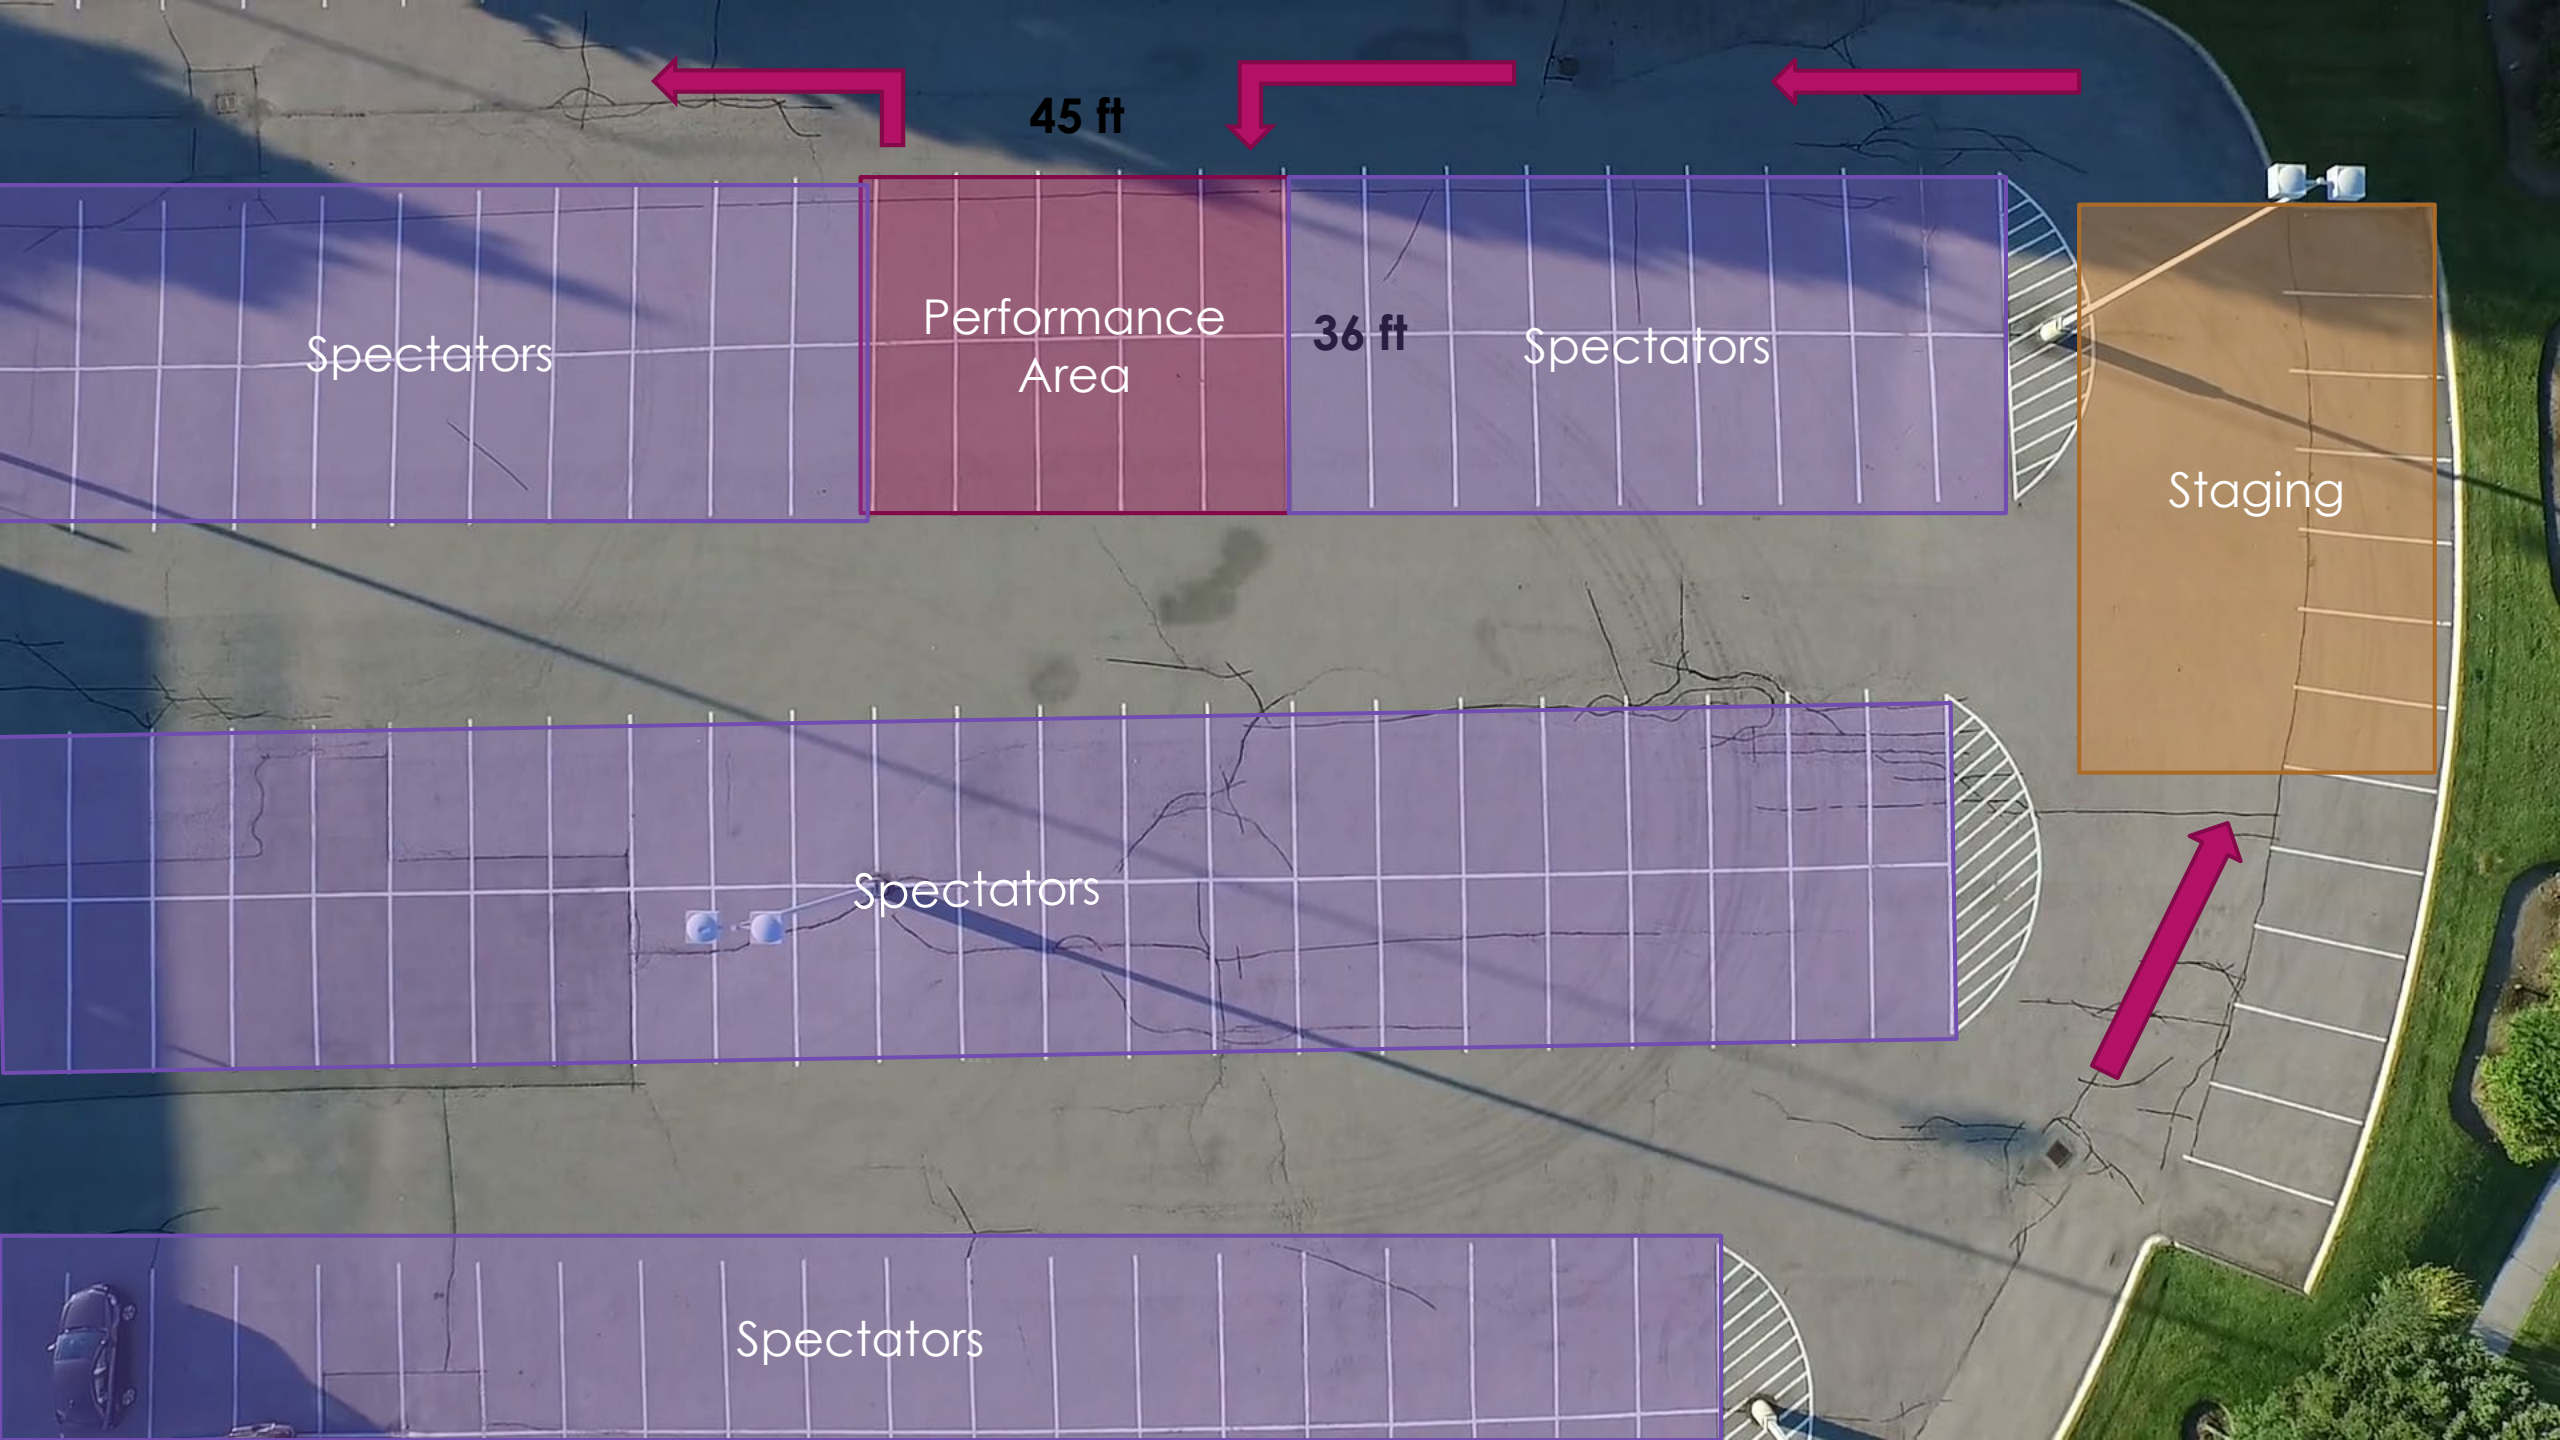 45 ft
Spectators
Performance
Area
36 ft
Spectators
Staging
Spectators
Spectators